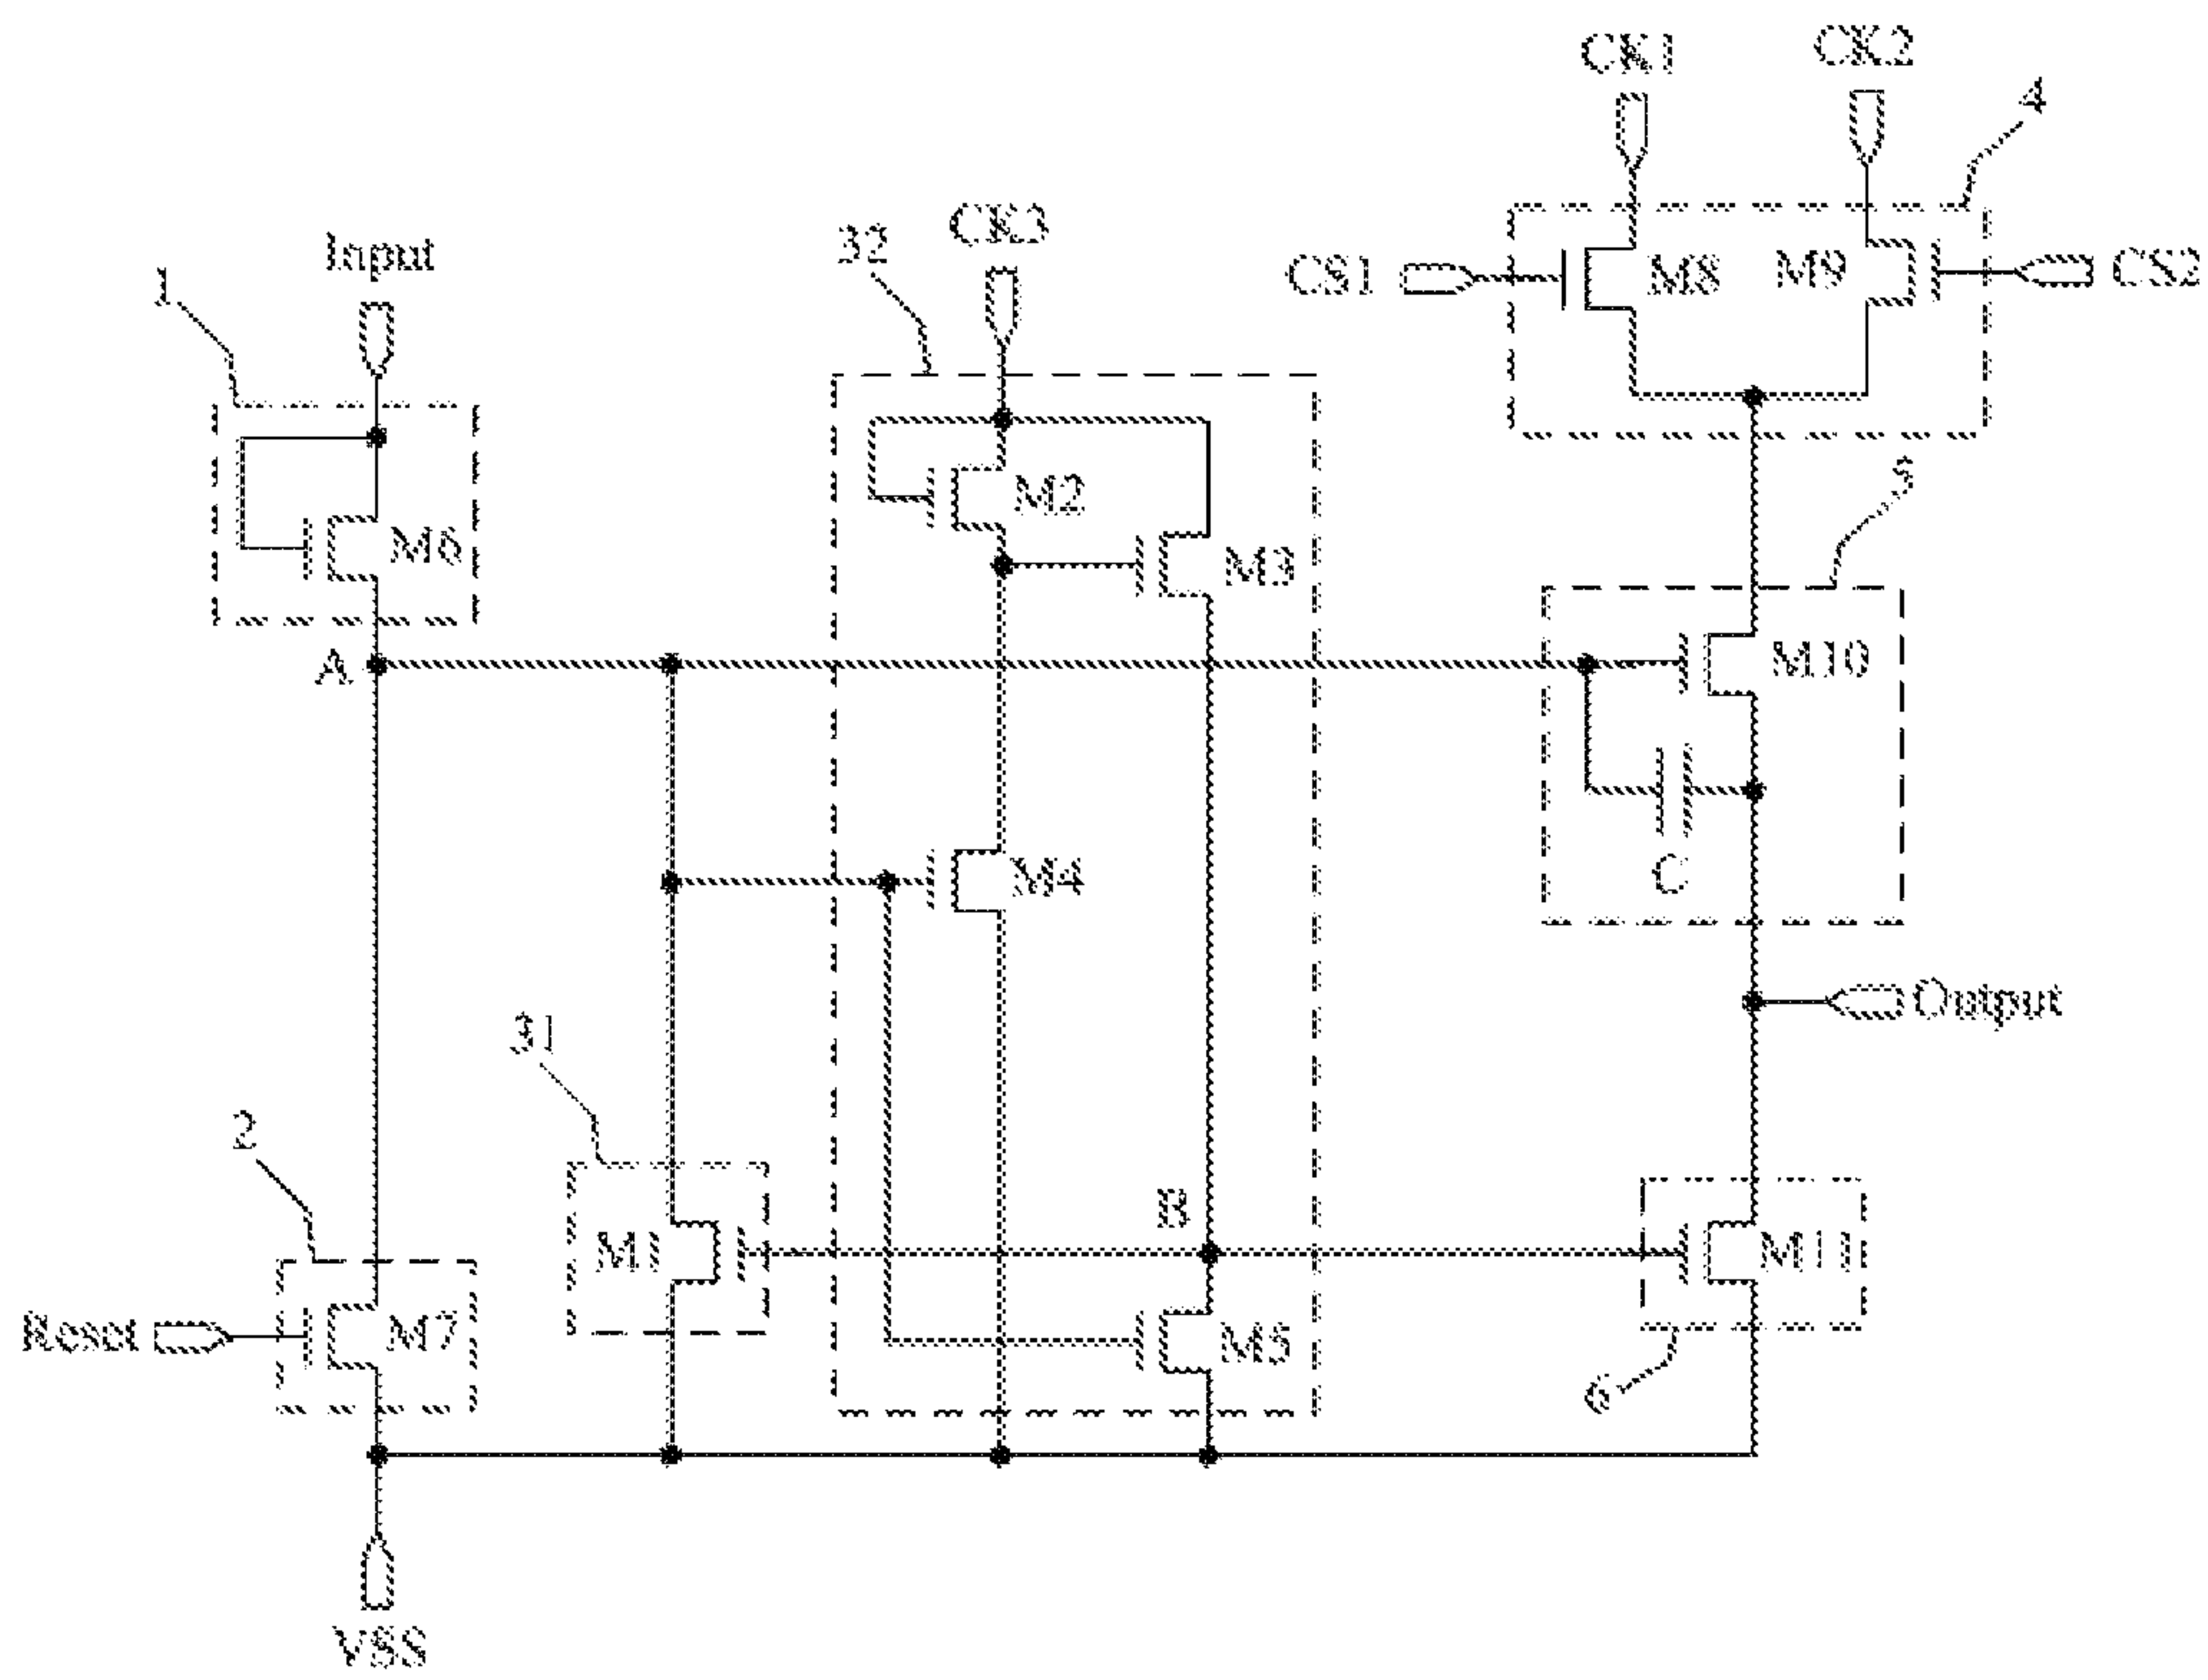 CK1
CK2
4
CK3
32
Input
1
CS1
M8
M9
CS2
M2
5
M6
M3
A
M10
M4
C
Output
31
2
B
M1
M11
Reset
M7
M5
6
VSS